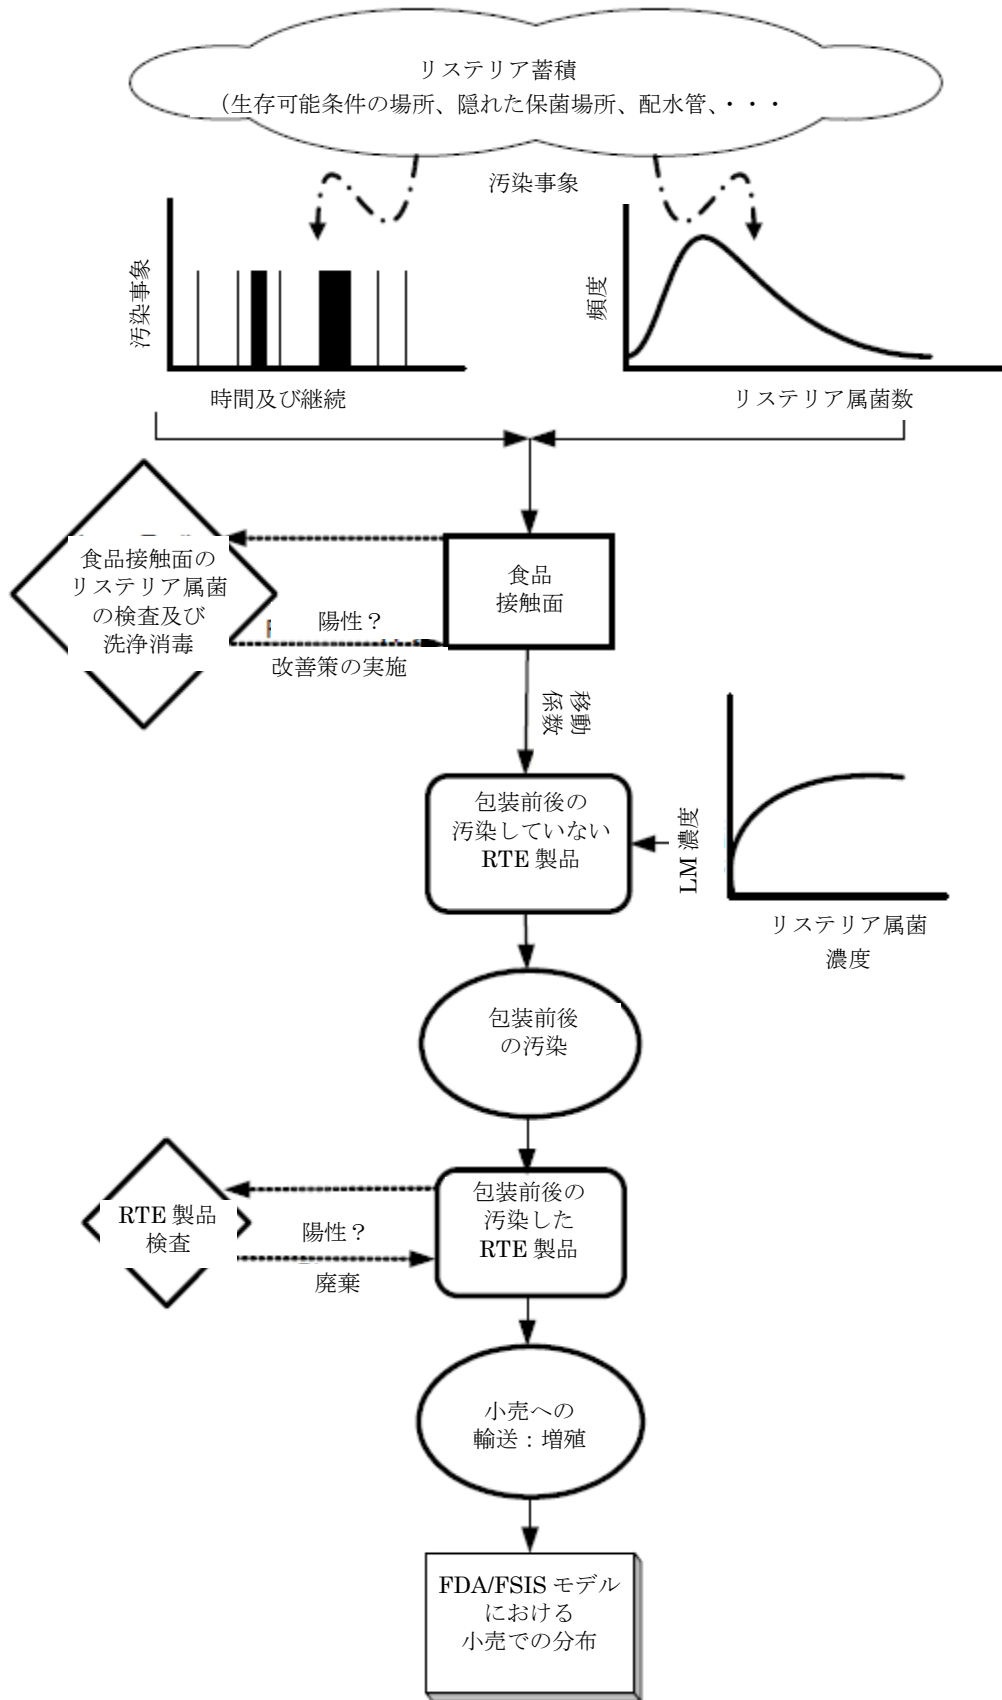 リステリア蓄積
（生存可能条件の場所、隠れた保菌場所、配水管、・・・
汚染事象
汚染事象
時間及び継続
頻度
リステリア属菌数
食品接触面の
リステリア属菌
の検査及び
洗浄消毒
陽性？
改善策の実施
食品
接触面
移動
係数
包装前後の
汚染していない
RTE 製品
LM 濃度
リステリア属菌
濃度
包装前後
の汚染
RTE 製品
検査
陽性？
廃棄
包装前後の
汚染した
RTE 製品
小売への
輸送：増殖
FDA/FSIS モデル
における
小売での分布